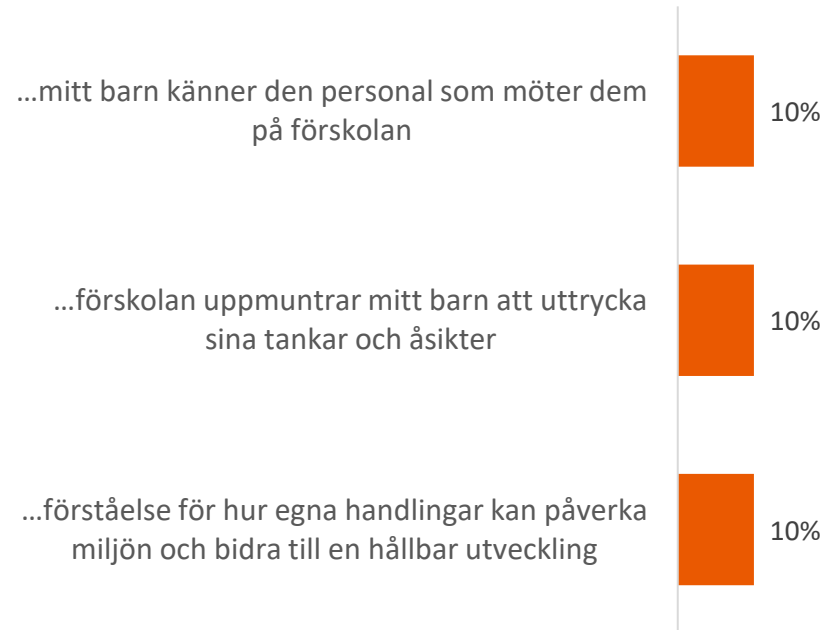 ...mitt barn känner den personal som möter dem
på förskolan
10%
...förskolan uppmuntrar mitt barn att uttrycka
sina tankar och åsikter
10%
...förståelse för hur egna handlingar kan påverka
miljön och bidra till en hållbar utveckling
10%